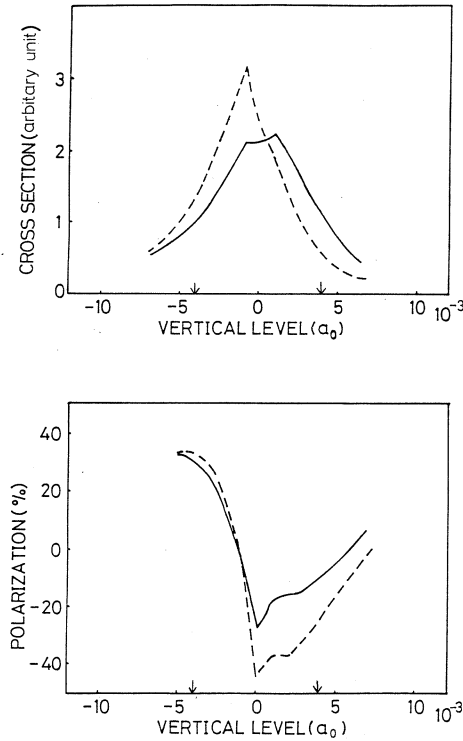 CROSS SECTION (arbitary unit)
3
2
1
0
-10 -5 0 5 10 10⁻³
VERTICAL LEVEL (a₀)
POLARIZATION (%)
40
20
0
-20
-40
-10 -5 0 5 10 10⁻³
VERTICAL LEVEL (a₀)